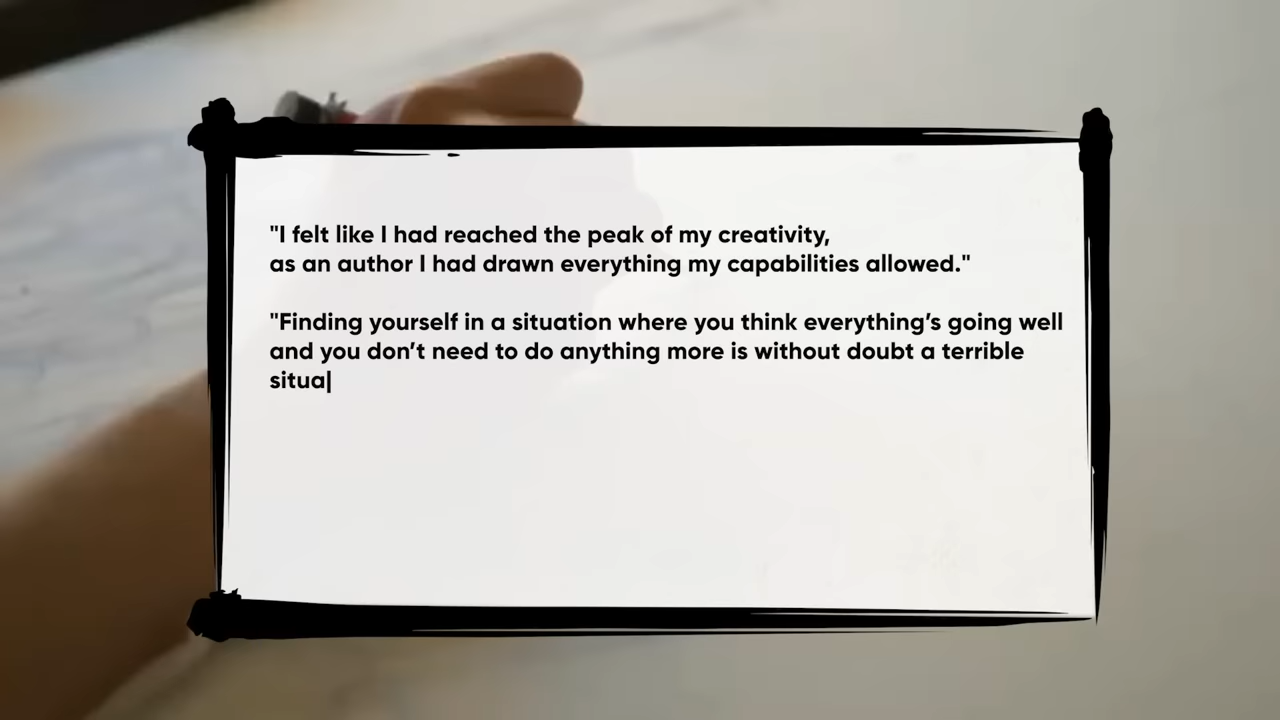 "I felt like I had reached the peak of my creativity,
as an author I had drawn everything my capabilities allowed."
"Finding yourself in a situation where you think everything’s going well
and you don’t need to do anything more is without doubt a terrible
situa|